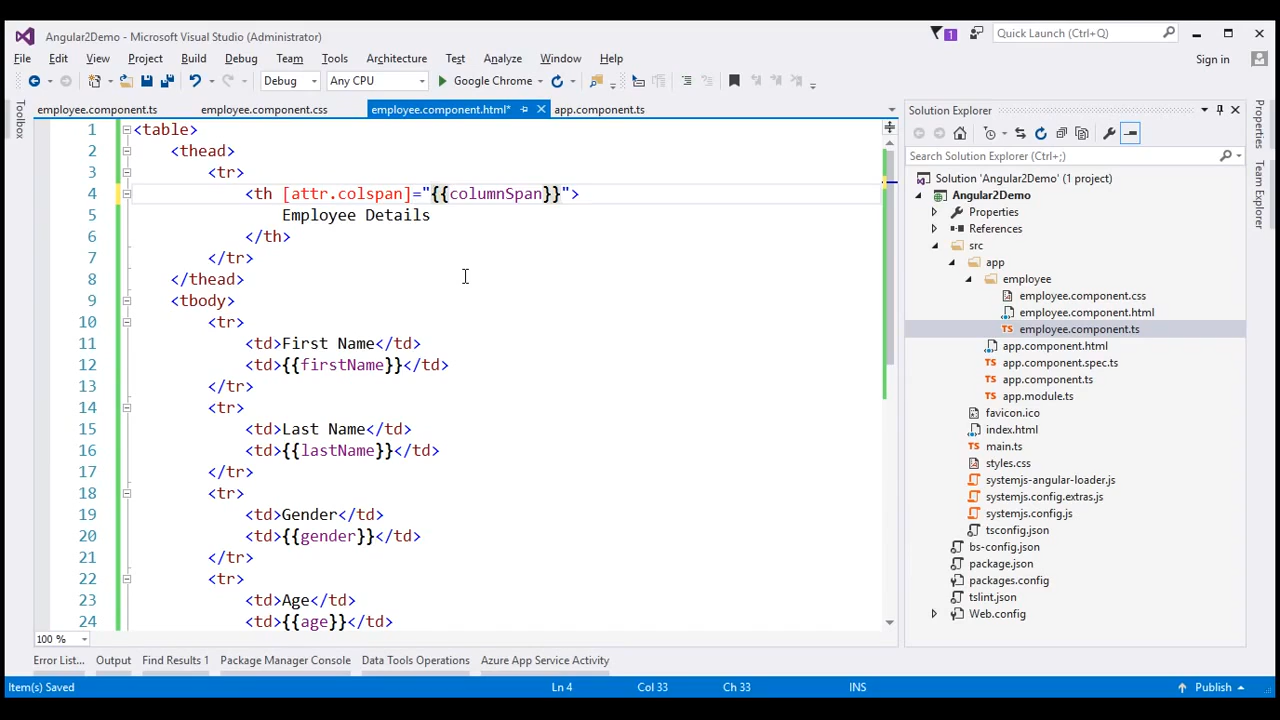 Angular2Demo - Microsoft Visual Studio (Administrator)
1
Quick Launch (Ctrl+Q)
File Edit View Project Build Debug Team Tools Architecture Test Analyze Window Help
Sign in
Debug Any CPU Google Chrome
employee.component.ts employee.component.css employee.component.html* app.component.ts
Toolbox
1 <table>
2 <thead>
3 <tr>
4 <th [attr.colspan]="{{columnSpan}}">
5 Employee Details
6 </th>
7 </tr>
8 </thead>
9 <tbody>
10 <tr>
11 <td>First Name</td>
12 <td>{{firstName}}</td>
13 </tr>
14 <tr>
15 <td>Last Name</td>
16 <td>{{lastName}}</td>
17 </tr>
18 <tr>
19 <td>Gender</td>
20 <td>{{gender}}</td>
21 </tr>
22 <tr>
23 <td>Age</td>
24 <td>{{age}}</td>
100 %
Solution Explorer
Search Solution Explorer (Ctrl+;)
Solution 'Angular2Demo' (1 project)
Angular2Demo
Properties
References
src
app
employee
employee.component.css
employee.component.html
employee.component.ts
app.component.html
app.component.spec.ts
app.component.ts
app.module.ts
favicon.ico
index.html
main.ts
styles.css
systemjs-angular-loader.js
systemjs.config.extras.js
systemjs.config.js
tsconfig.json
bs-config.json
package.json
packages.config
tslint.json
Web.config
Properties
Team Explorer
Error List... Output Find Results 1 Package Manager Console Data Tools Operations Azure App Service Activity
Item(s) Saved Ln 4 Col 33 Ch 33 INS Publish